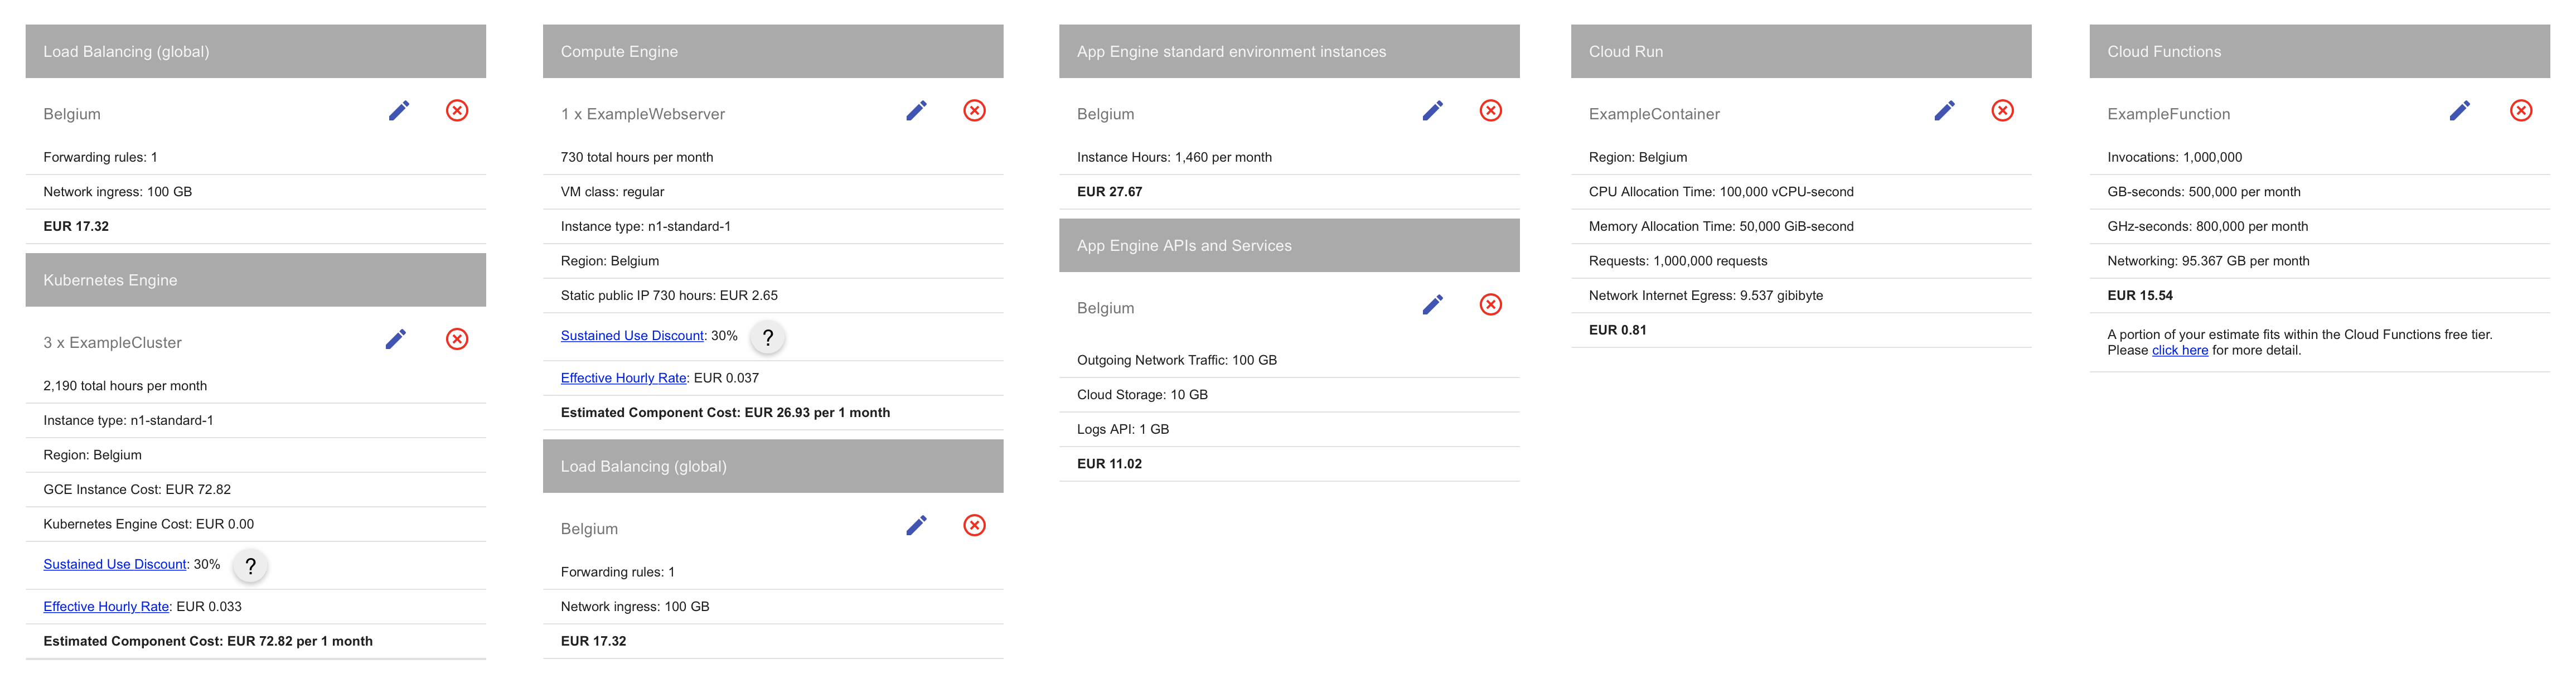 Load Balancing (global)
Belgium
Forwarding rules: 1
Network ingress: 100 GB
EUR 17.32
Kubernetes Engine
3 x ExampleCluster
2,190 total hours per month
Instance type: n1-standard-1
Region: Belgium
GCE Instance Cost: EUR 72.82
Kubernetes Engine Cost: EUR 0.00
Sustained Use Discount: 30% ?
Effective Hourly Rate: EUR 0.033
Estimated Component Cost: EUR 72.82 per 1 month
Compute Engine
1 x ExampleWebserver
730 total hours per month
VM class: regular
Instance type: n1-standard-1
Region: Belgium
Static public IP 730 hours: EUR 2.65
Sustained Use Discount: 30% ?
Effective Hourly Rate: EUR 0.037
Estimated Component Cost: EUR 26.93 per 1 month
Load Balancing (global)
Belgium
Forwarding rules: 1
Network ingress: 100 GB
EUR 17.32
App Engine standard environment instances
Belgium
Instance Hours: 1,460 per month
EUR 27.67
App Engine APIs and Services
Belgium
Outgoing Network Traffic: 100 GB
Cloud Storage: 10 GB
Logs API: 1 GB
EUR 11.02
Cloud Run
ExampleContainer
Region: Belgium
CPU Allocation Time: 100,000 vCPU-second
Memory Allocation Time: 50,000 GiB-second
Requests: 1,000,000 requests
Network Internet Egress: 9.537 gibibyte
EUR 0.81
Cloud Functions
ExampleFunction
Invocations: 1,000,000
GB-seconds: 500,000 per month
GHz-seconds: 800,000 per month
Networking: 95.367 GB per month
EUR 15.54
A portion of your estimate fits within the Cloud Functions free tier.
Please click here for more detail.